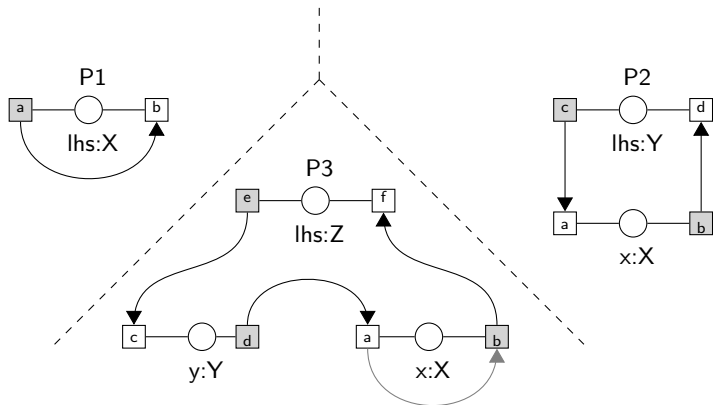 P1
a b
lhs:X
P2
c d
lhs:Y
a b
x:X
P3
e f
lhs:Z
c d a b
y:Y x:X